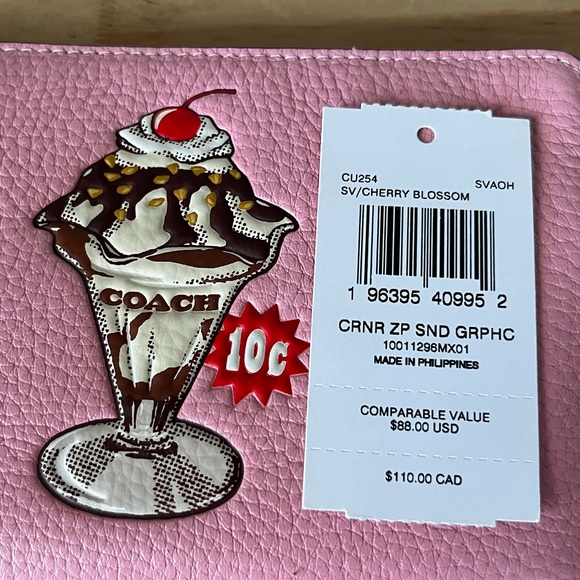 COACH
10c
CU254 SVAOH
SV/CHERRY BLOSSOM
1 96395 40995 2
CRNR ZP SND GRPHC
10011296MX01
MADE IN PHILIPPINES
COMPARABLE VALUE
$88.00 USD
$110.00 CAD